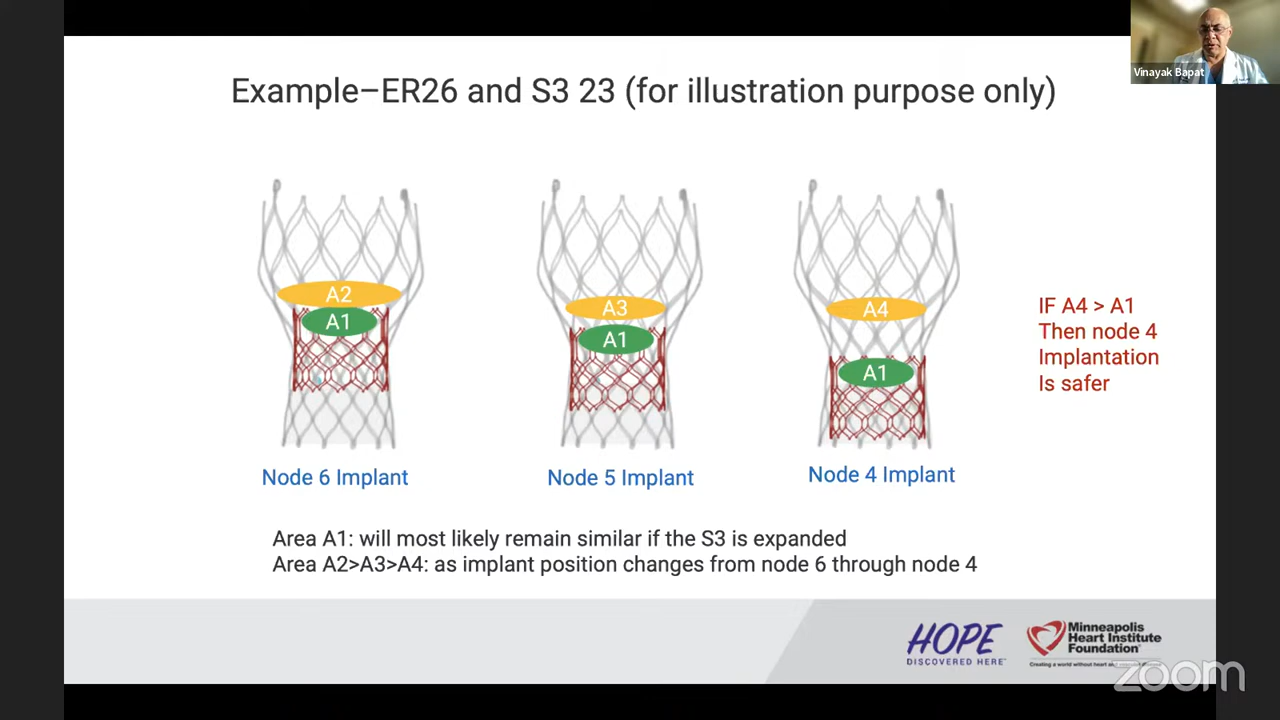 Vinayak Bapat
Example–ER26 and S3 23 (for illustration purpose only)
A2
A1
A3
A1
A4
A1
IF A4 > A1
Then node 4
Implantation
Is safer
Node 6 Implant
Node 5 Implant
Node 4 Implant
Area A1: will most likely remain similar if the S3 is expanded
Area A2>A3>A4: as implant position changes from node 6 through node 4
HOPE
DISCOVERED HERE™
Minneapolis
Heart Institute
Foundation®
Creating a world without heart and
zoom